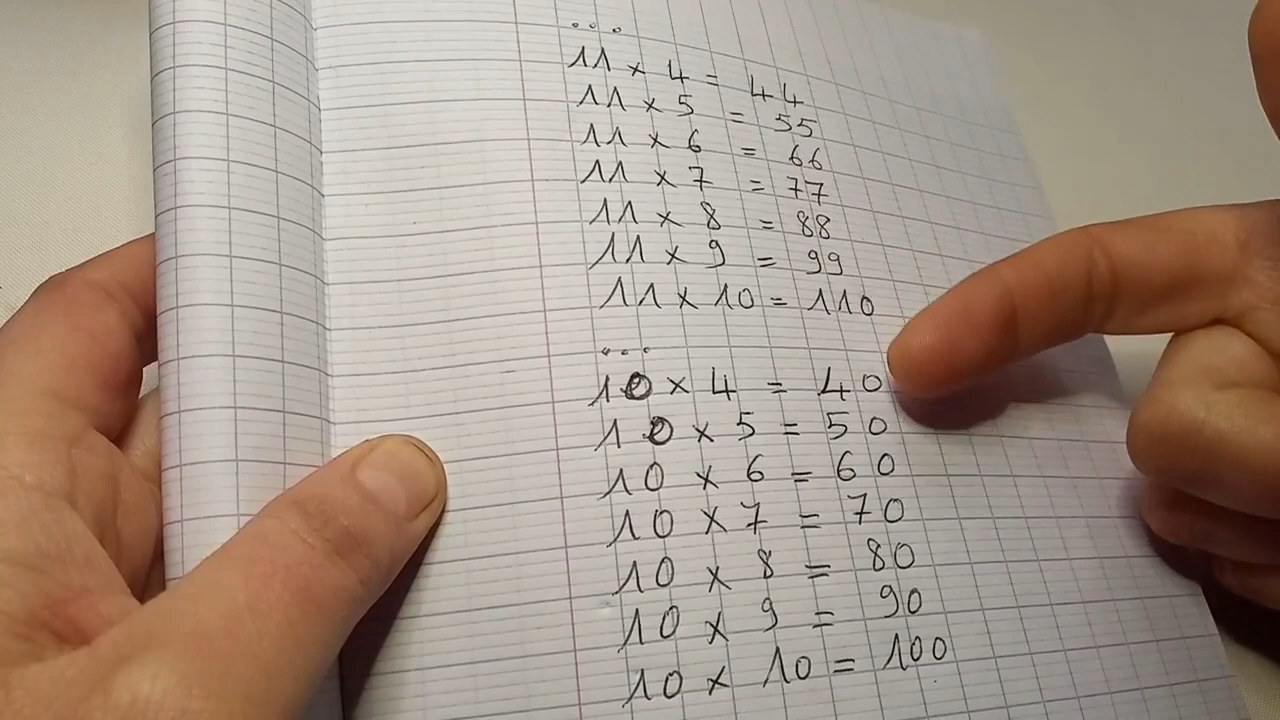 ...
11 × 4 = 44
11 × 5 = 55
11 × 6 = 66
11 × 7 = 77
11 × 8 = 88
11 × 9 = 99
11 × 10 = 110
...
10 × 4 = 40
10 × 5 = 50
10 × 6 = 60
10 × 7 = 70
10 × 8 = 80
10 × 9 = 90
10 × 10 = 100